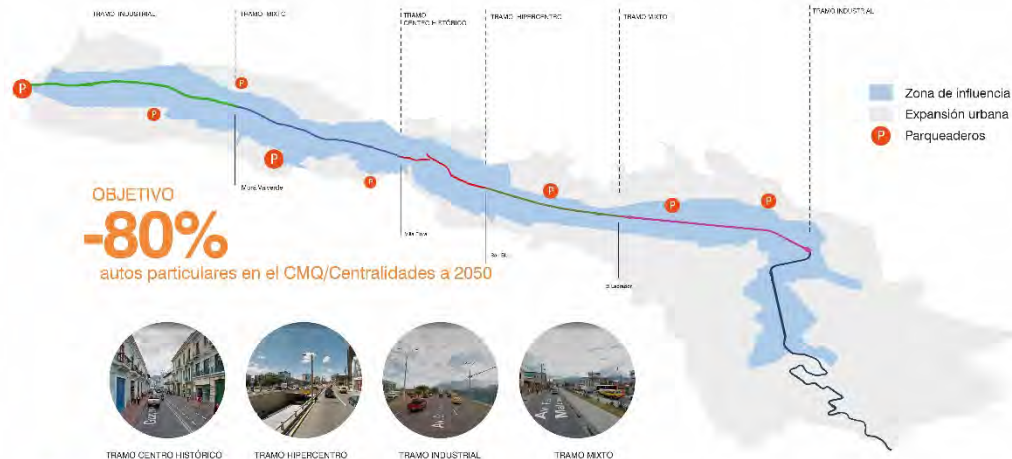 TRAMO INDUSTRIAL
TRAMO MIXTO
TRAMO
CENTRO HISTÓRICO
TRAMO HIPERCENTRO
TRAMO MIXTO
TRAMO INDUSTRIAL
P
P
P
P
P
P
P
P
Zona de influencia
Expansión urbana
P Parqueaderos
OBJETIVO
-80%
autos particulares en el CMQ/Centralidades a 2050
TRAMO CENTRO HISTÓRICO
TRAMO HIPERCENTRO
TRAMO INDUSTRIAL
TRAMO MIXTO